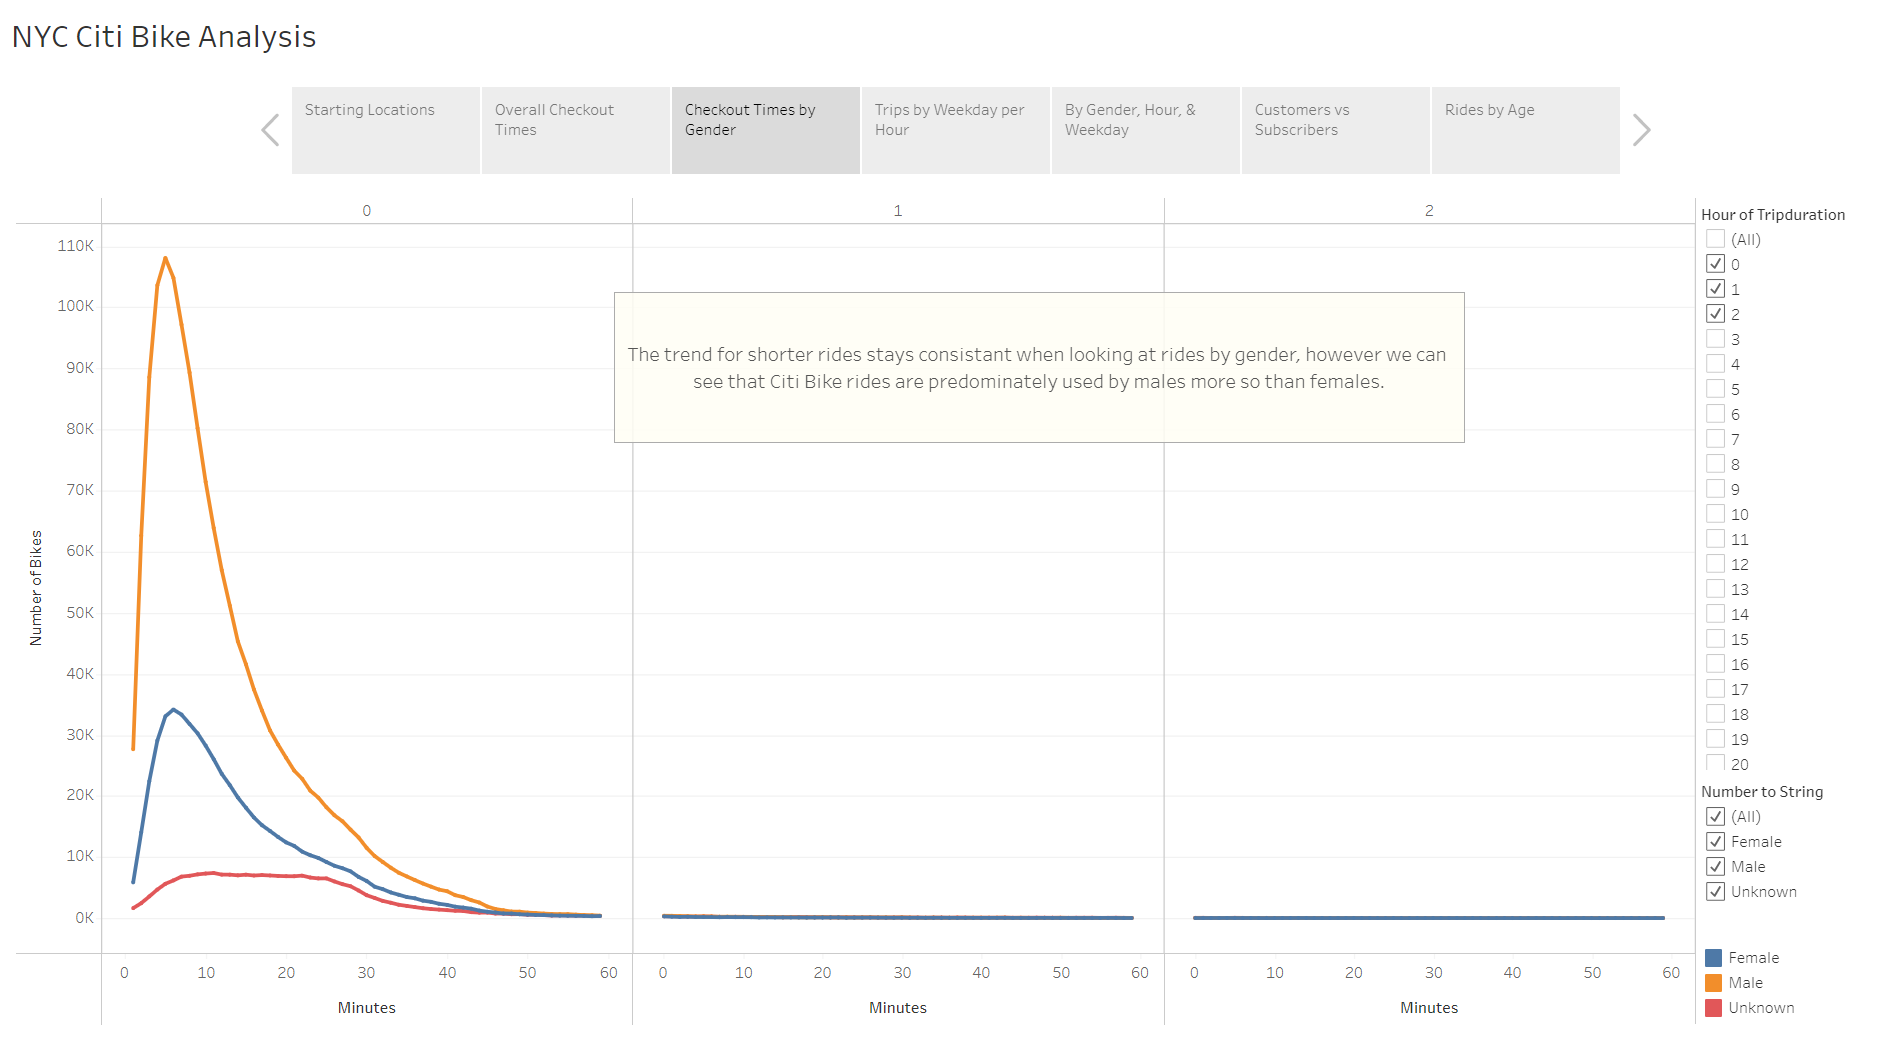 NYC Citi Bike Analysis
Starting Locations
Overall Checkout
Times
Checkout Times by
Gender
Trips by Weekday per
Hour
By Gender, Hour, &
Weekday
Customers vs
Subscribers
Rides by Age
0
1
2
110K
100K
90K
80K
70K
60K
50K
40K
30K
20K
10K
0K
Number of Bikes
The trend for shorter rides stays consistant when looking at rides by gender, however we can
see that Citi Bike rides are predominately used by males more so than females.
0 10 20 30 40 50 60
Minutes
0 10 20 30 40 50 60
Minutes
0 10 20 30 40 50 60
Minutes
Hour of Tripduration
(All)
0
1
2
3
4
5
6
7
8
9
10
11
12
13
14
15
16
17
18
19
20
Number to String
(All)
Female
Male
Unknown
Female
Male
Unknown